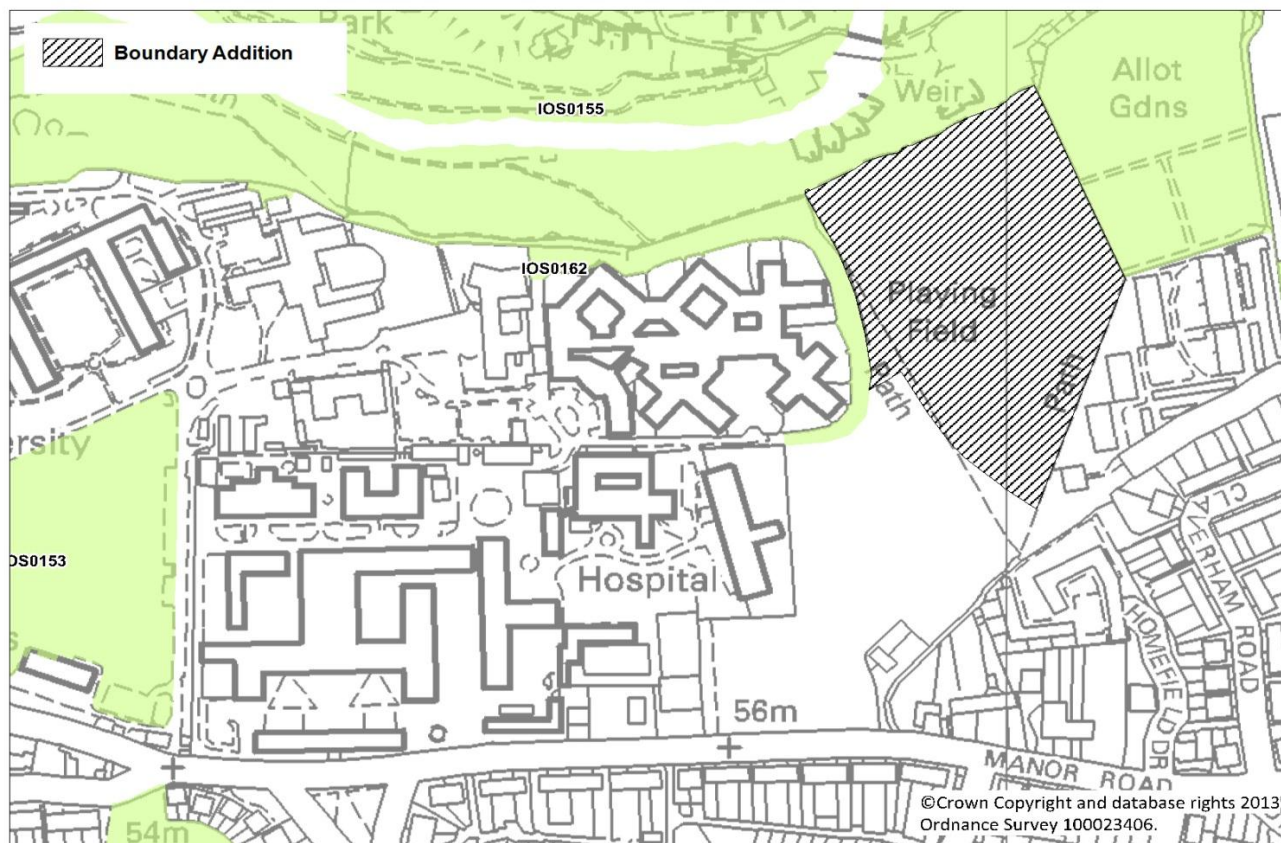 Park
Boundary Addition
IOS0155
Weir
Allot
Gdns
IOS0162
Playing
Field
Path
Path
ersity
OS0153
Hospital
CLAVERHAM ROAD
HOMEFIELD DR
56m
MANOR ROAD
54m
©Crown Copyright and database rights 2013
Ordnance Survey 100023406.